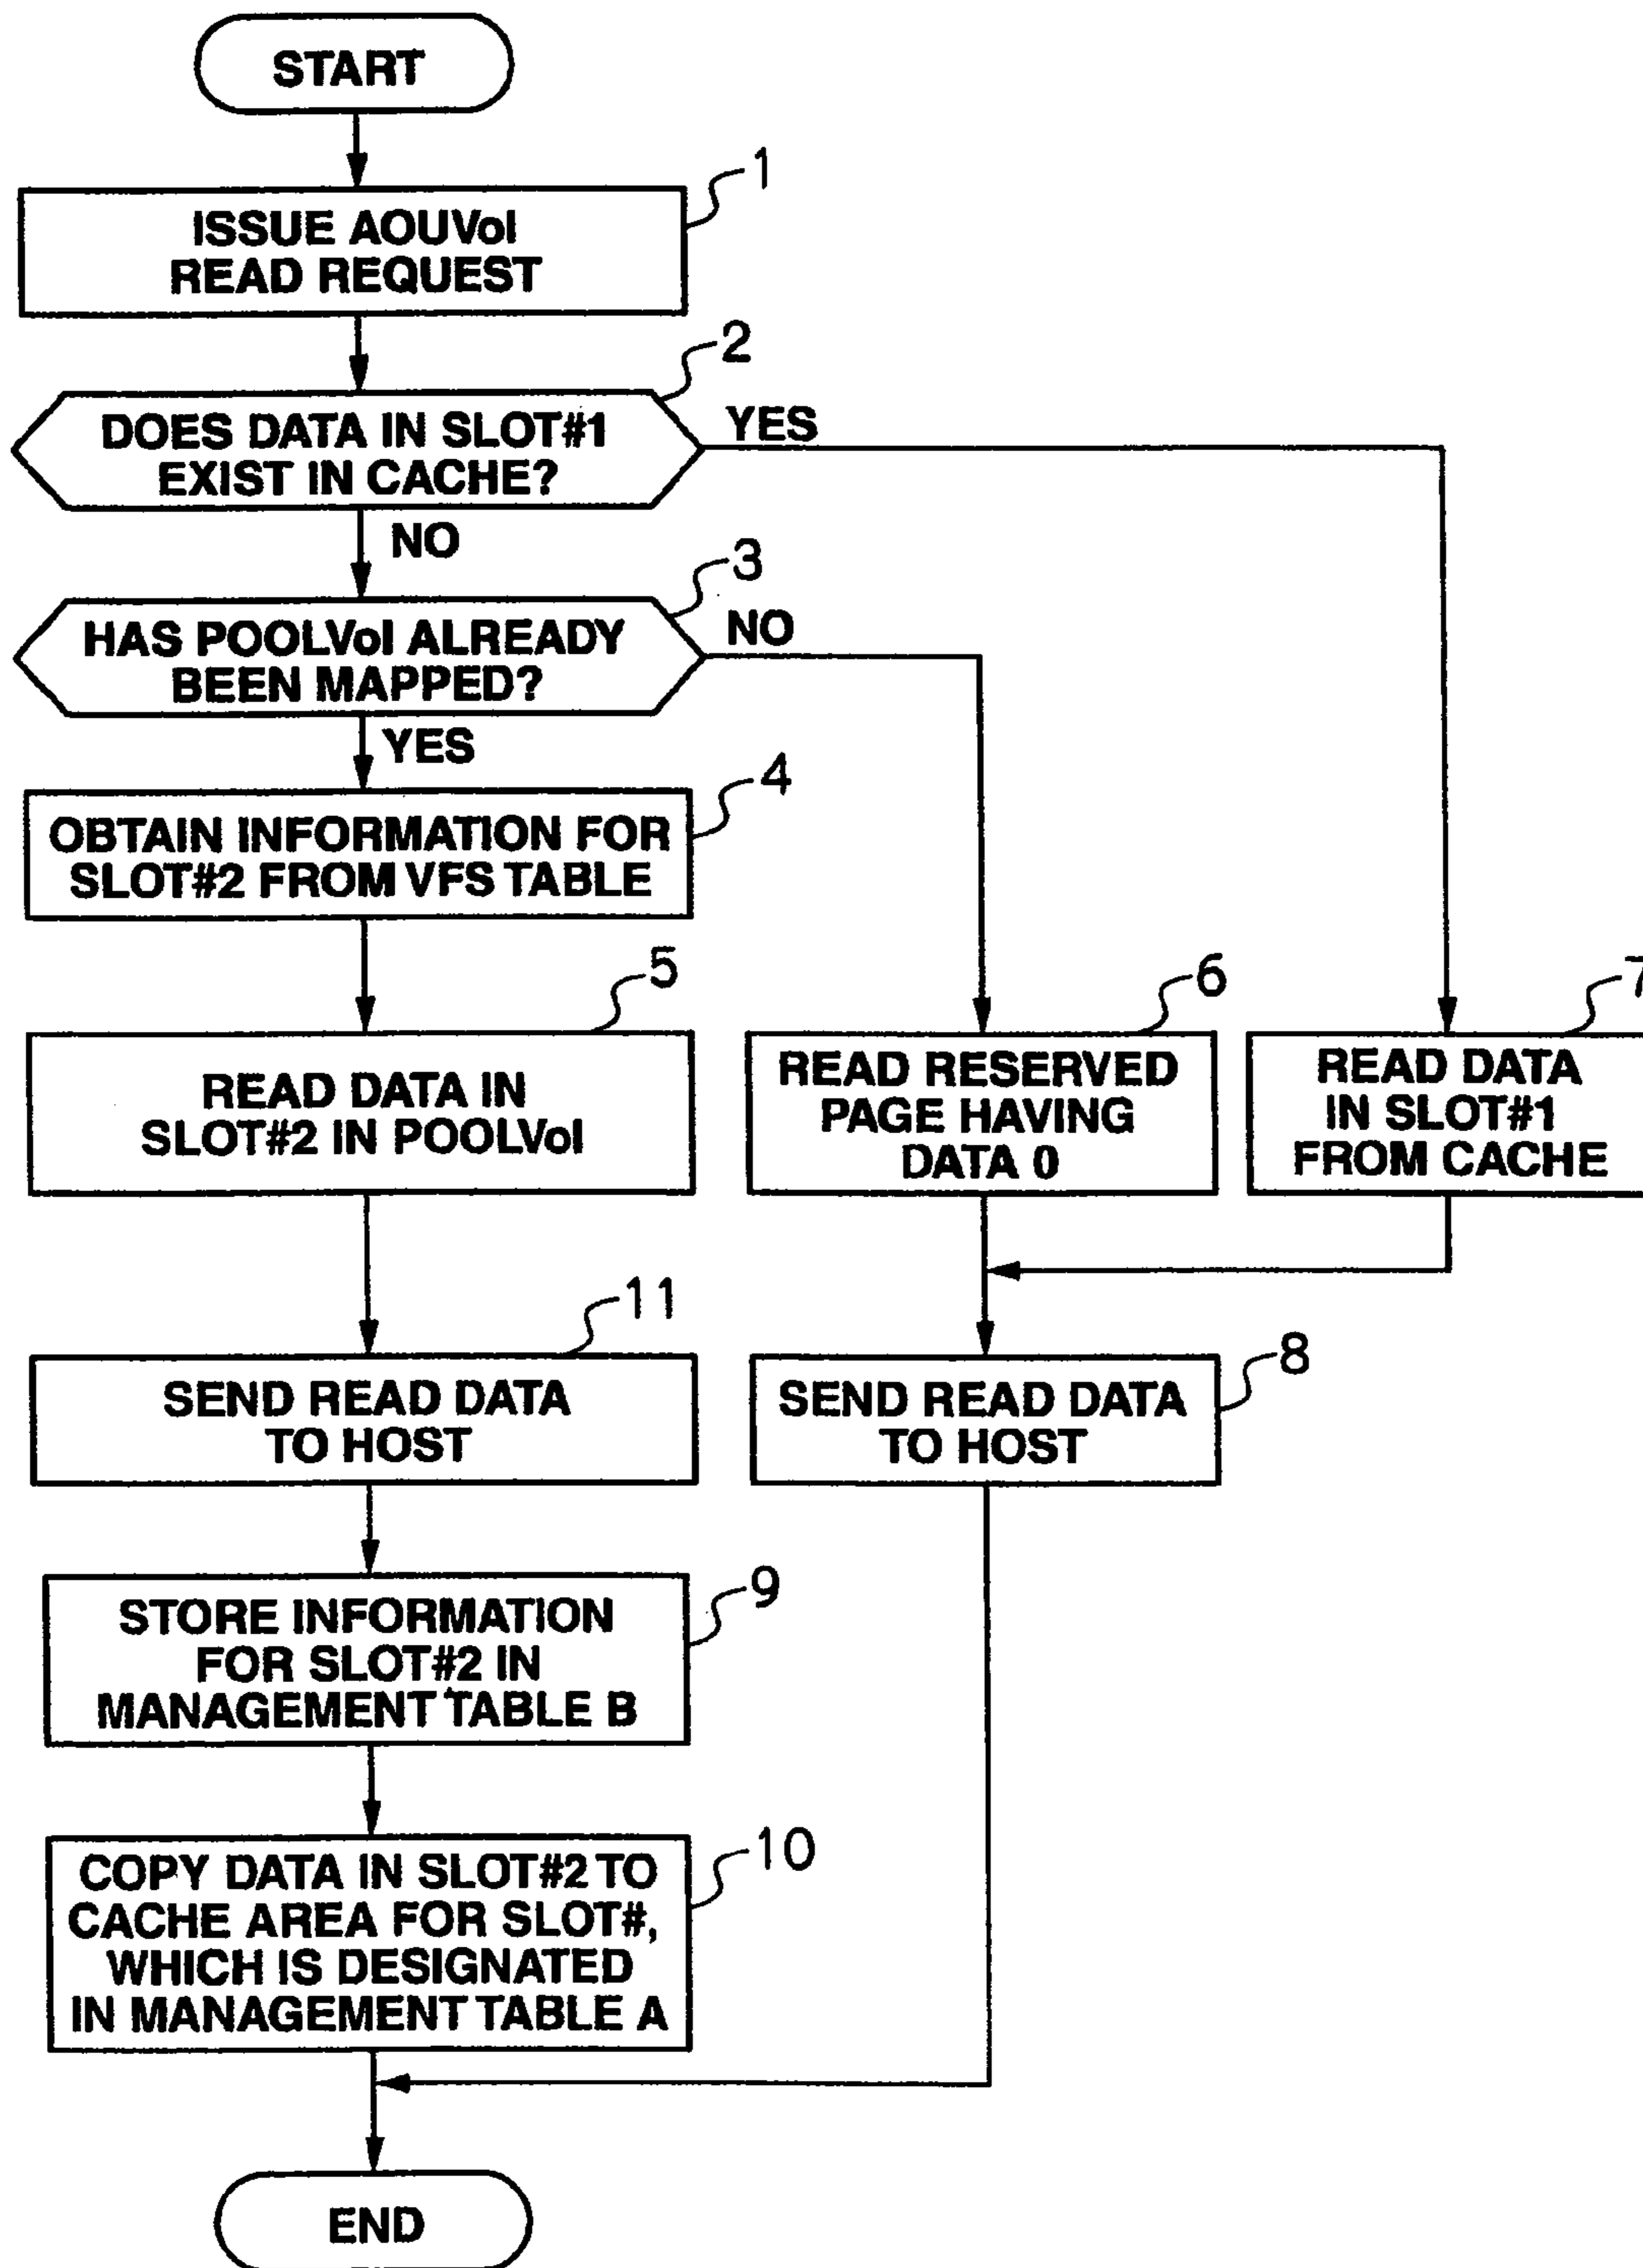 START
1
ISSUE AOUVol
READ REQUEST
2
DOES DATA IN SLOT#1
EXIST IN CACHE?
YES
NO
3
HAS POOLVol ALREADY
BEEN MAPPED?
NO
YES
4
OBTAIN INFORMATION FOR
SLOT#2 FROM VFS TABLE
5
READ DATA IN
SLOT#2 IN POOLVol
6
READ RESERVED
PAGE HAVING
DATA 0
7
READ DATA
IN SLOT#1
FROM CACHE
11
SEND READ DATA
TO HOST
8
SEND READ DATA
TO HOST
9
STORE INFORMATION
FOR SLOT#2 IN
MANAGEMENT TABLE B
10
COPY DATA IN SLOT#2 TO
CACHE AREA FOR SLOT#,
WHICH IS DESIGNATED
IN MANAGEMENT TABLE A
END